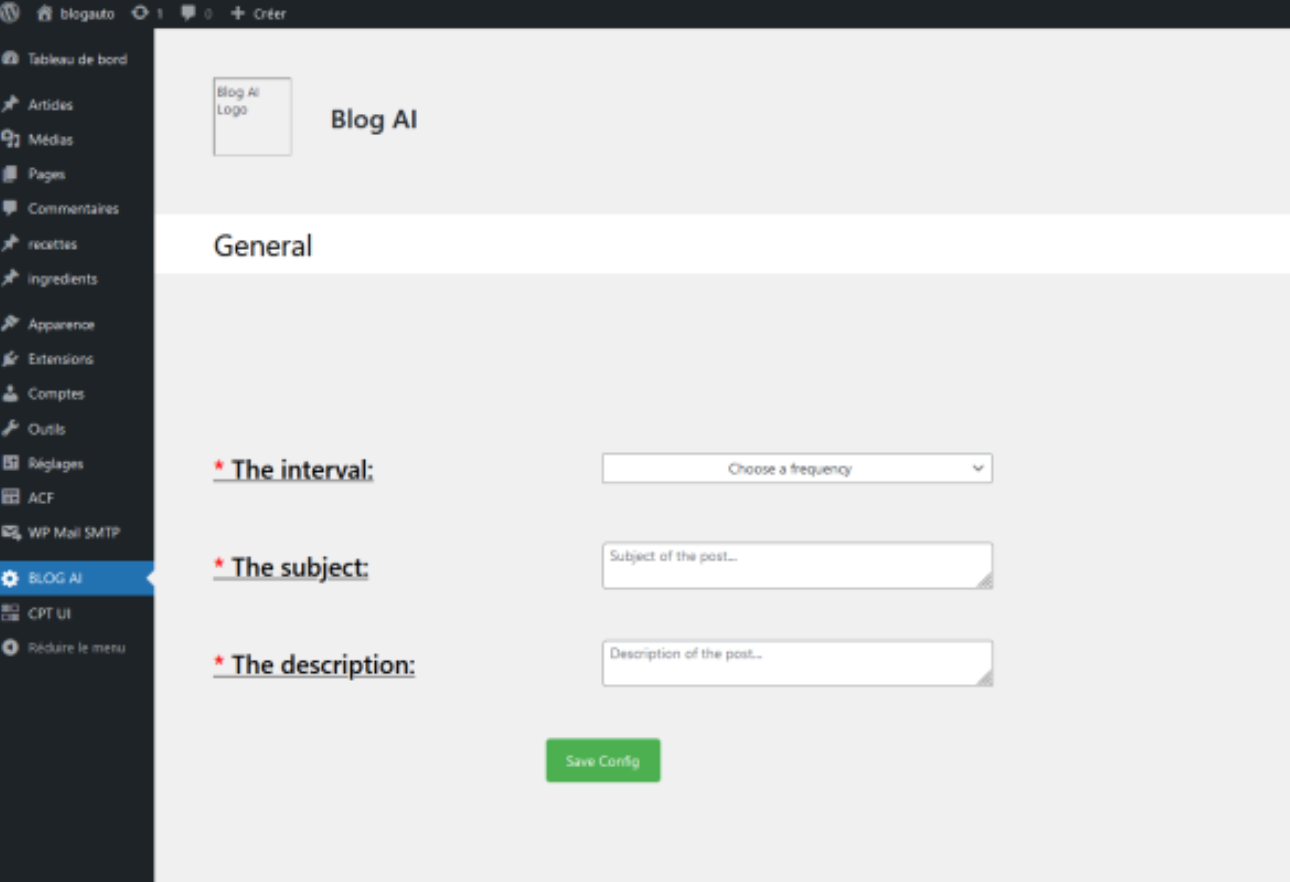 blogauto 1 0 + Créer
Tableau de bord
Articles
Médias
Pages
Commentaires
recettes
ingredients
Apparence
Extensions
Comptes
Outils
Réglages
ACF
WP Mail SMTP
BLOG AI
CPT UI
Réduire le menu
Blog AI
Logo
Blog AI
General
* The interval:
Choose a frequency
* The subject:
Subject of the post...
* The description:
Description of the post...
Save Config